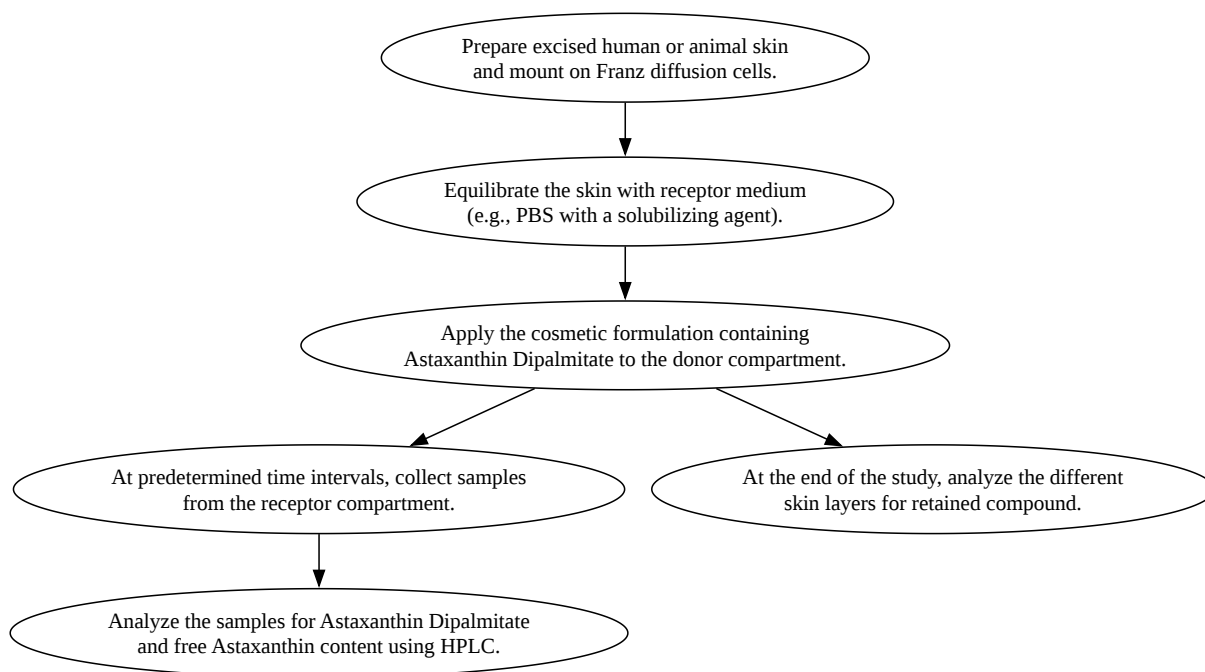 Prepare excised human or animal skin
and mount on Franz diffusion cells.
Equilibrate the skin with receptor medium
(e.g., PBS with a solubilizing agent).
Apply the cosmetic formulation containing
Astaxanthin Dipalmitate to the donor compartment.
At predetermined time intervals, collect samples
from the receptor compartment.
At the end of the study, analyze the different
skin layers for retained compound.
Analyze the samples for Astaxanthin Dipalmitate
and free Astaxanthin content using HPLC.